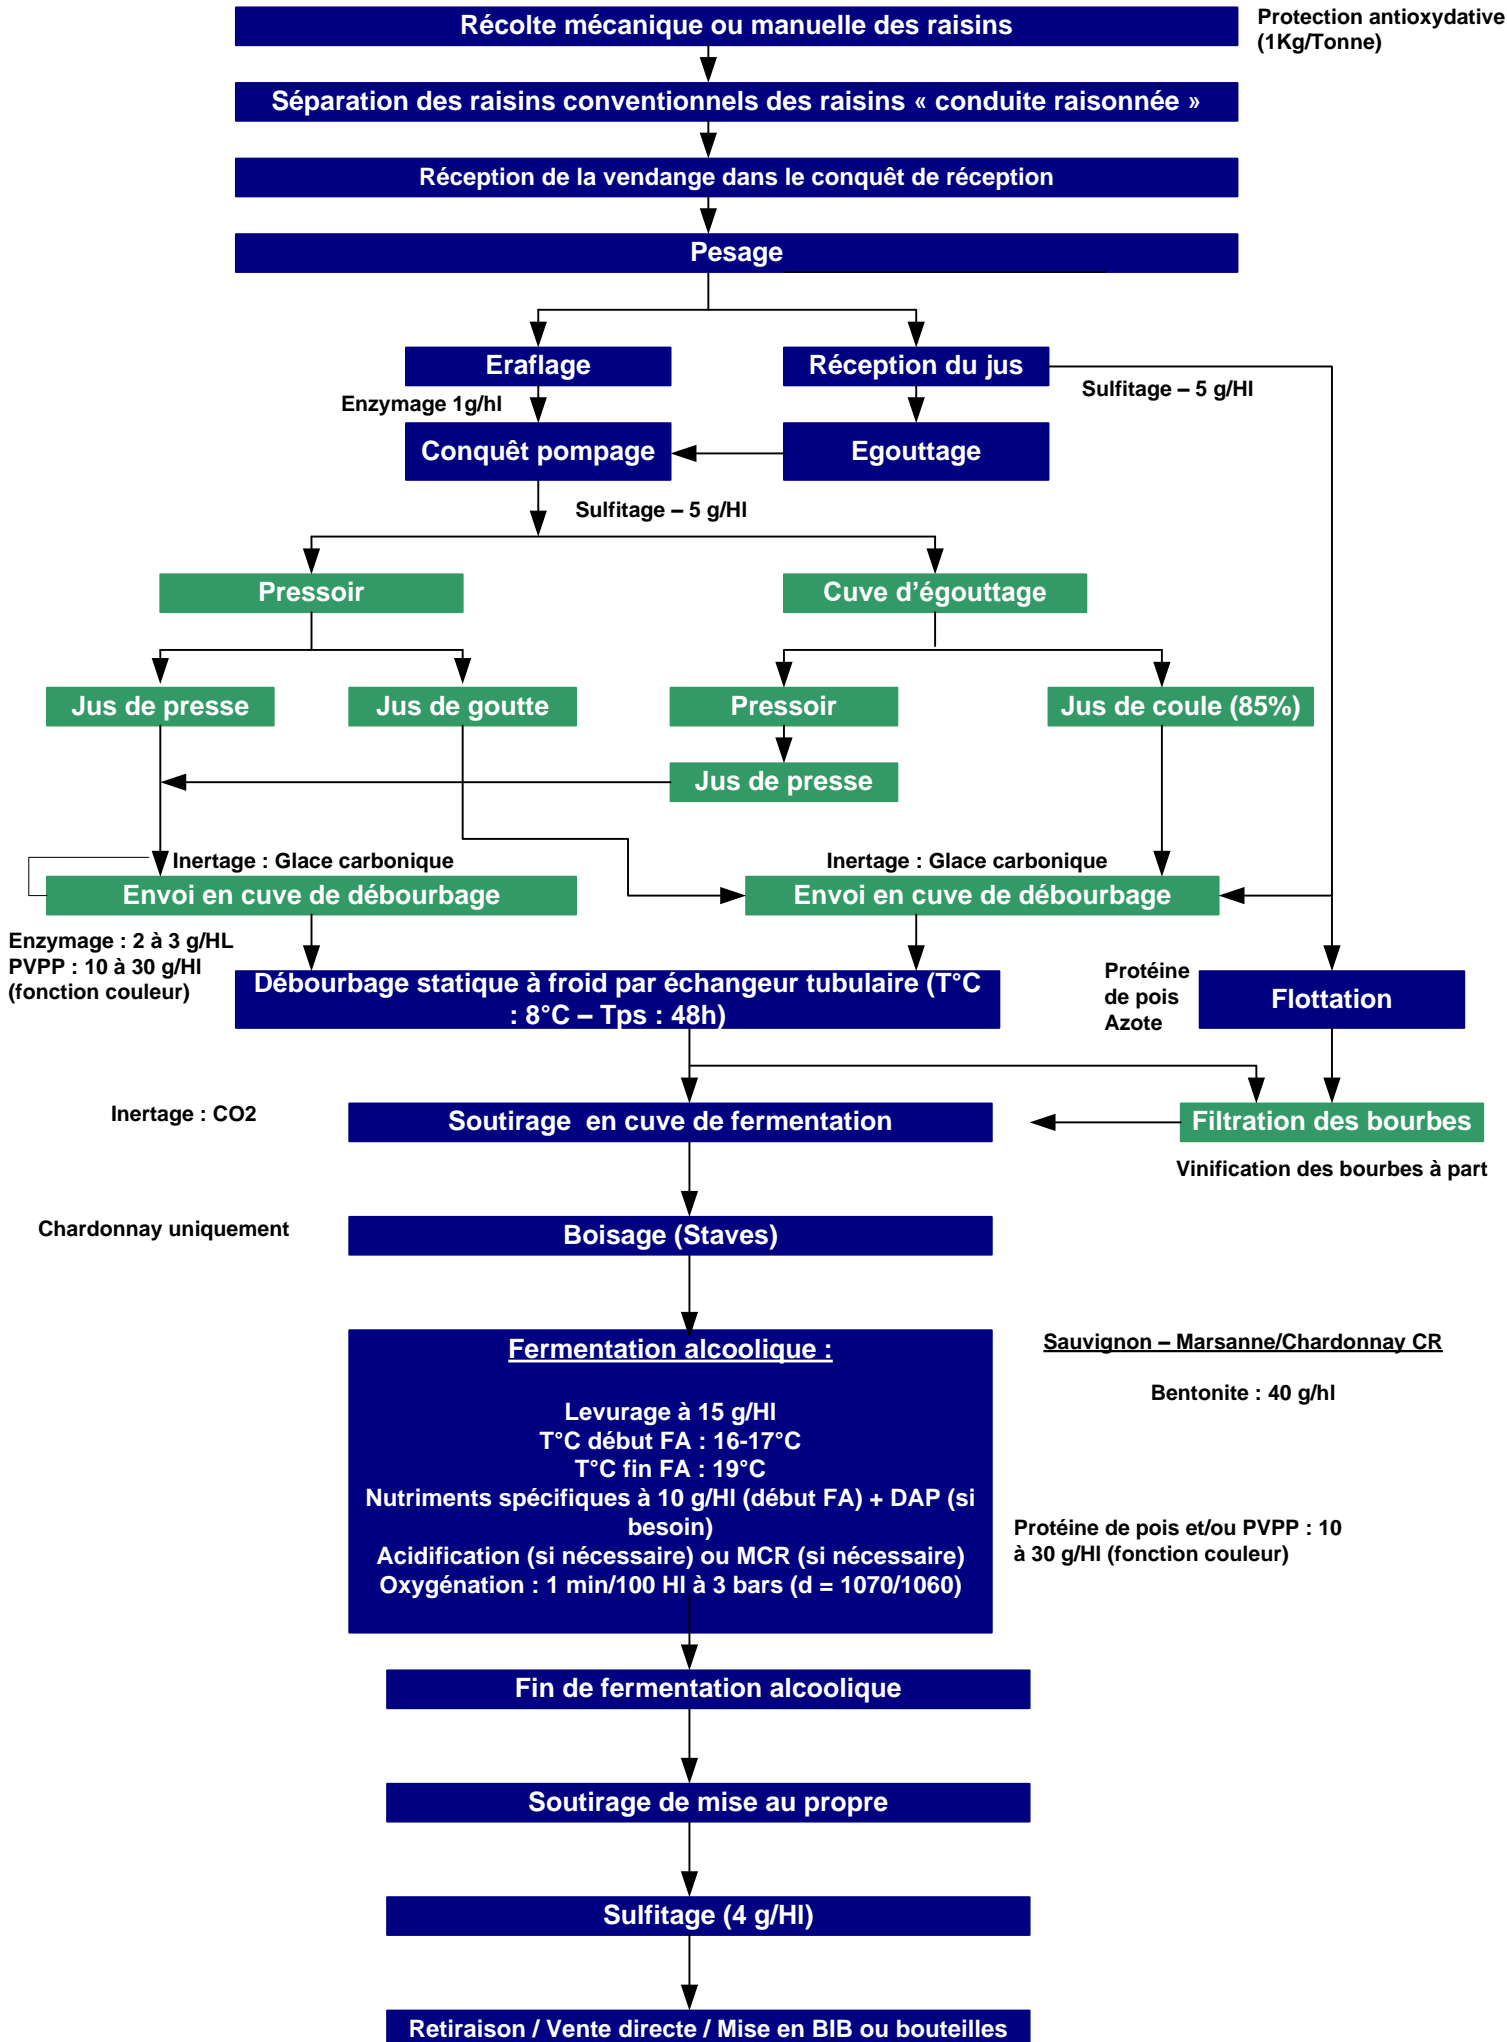 Récolte mécanique ou manuelle des raisins
Protection antioxydative
(1Kg/Tonne)
Séparation des raisins conventionnels des raisins « conduite raisonnée »
Réception de la vendange dans le conquêt de réception
Pesage
Eraflage
Réception du jus
Enzymage 1g/hl
Sulfitage – 5 g/Hl
Conquêt pompage
Egouttage
Sulfitage – 5 g/Hl
Pressoir
Cuve d’égouttage
Jus de presse
Jus de goutte
Pressoir
Jus de coule (85%)
Jus de presse
Inertage : Glace carbonique
Inertage : Glace carbonique
Envoi en cuve de débourbage
Envoi en cuve de débourbage
Enzymage : 2 à 3 g/HL
PVPP : 10 à 30 g/Hl
(fonction couleur)
Débourbage statique à froid par échangeur tubulaire (T°C
: 8°C – Tps : 48h)
Protéine
de pois
Azote
Flottation
Inertage : CO2
Soutirage en cuve de fermentation
Filtration des bourbes
Vinification des bourbes à part
Chardonnay uniquement
Boisage (Staves)
Fermentation alcoolique :
Levurage à 15 g/Hl
T°C début FA : 16-17°C
T°C fin FA : 19°C
Nutriments spécifiques à 10 g/Hl (début FA) + DAP (si
besoin)
Acidification (si nécessaire) ou MCR (si nécessaire)
Oxygénation : 1 min/100 Hl à 3 bars (d = 1070/1060)
Sauvignon – Marsanne/Chardonnay CR
Bentonite : 40 g/hl
Protéine de pois et/ou PVPP : 10
à 30 g/Hl (fonction couleur)
Fin de fermentation alcoolique
Soutirage de mise au propre
Sulfitage (4 g/Hl)
Retiraison / Vente directe / Mise en BIB ou bouteilles